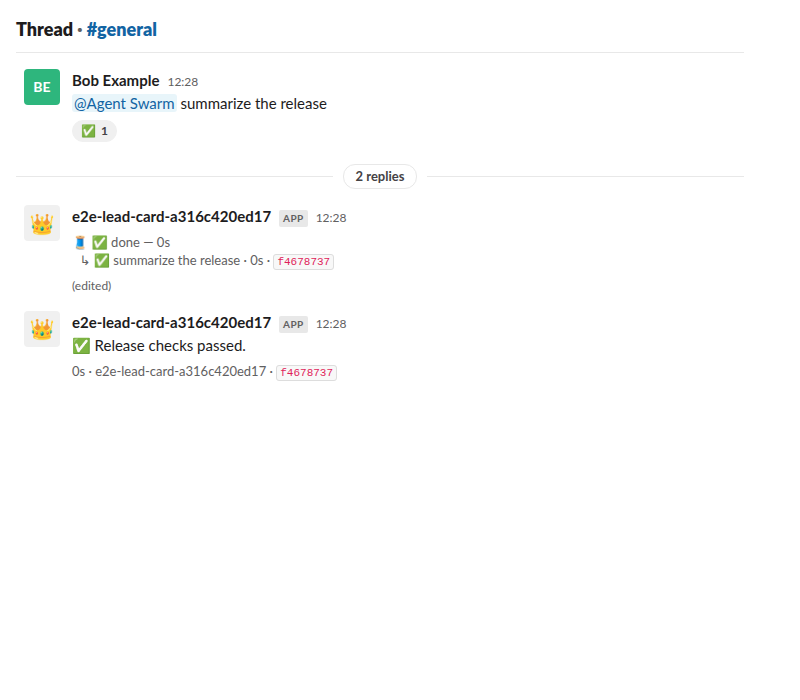 Thread • #general
BE
Bob Example 12:28
@Agent Swarm summarize the release
✅ 1
2 replies
e2e-lead-card-a316c420ed17 APP 12:28
🧵 ✅ done — 0s
↳ ✅ summarize the release · 0s · f4678737
(edited)
e2e-lead-card-a316c420ed17 APP 12:28
✅ Release checks passed.
0s · e2e-lead-card-a316c420ed17 · f4678737